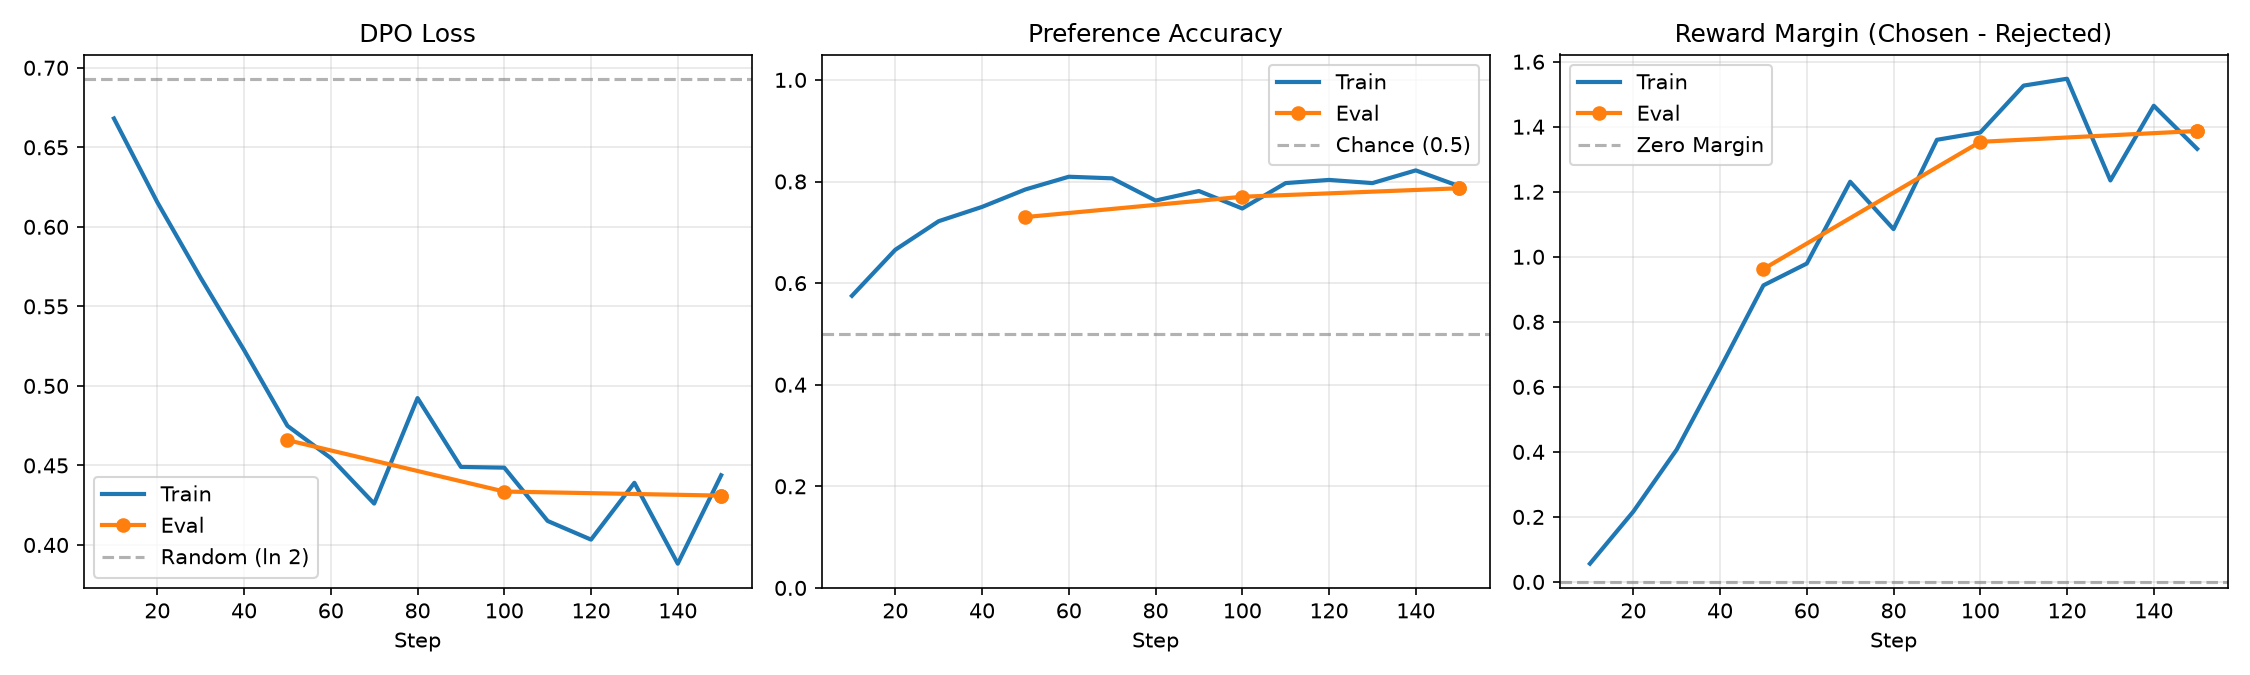 DPO Loss
0.70
0.65
0.60
0.55
0.50
0.45
0.40
Train
Eval
Random (ln 2)
20 40 60 80 100 120 140
Step
Preference Accuracy
1.0
0.8
0.6
0.4
0.2
0.0
Train
Eval
Chance (0.5)
20 40 60 80 100 120 140
Step
Reward Margin (Chosen - Rejected)
1.6
1.4
1.2
1.0
0.8
0.6
0.4
0.2
0.0
Train
Eval
Zero Margin
20 40 60 80 100 120 140
Step